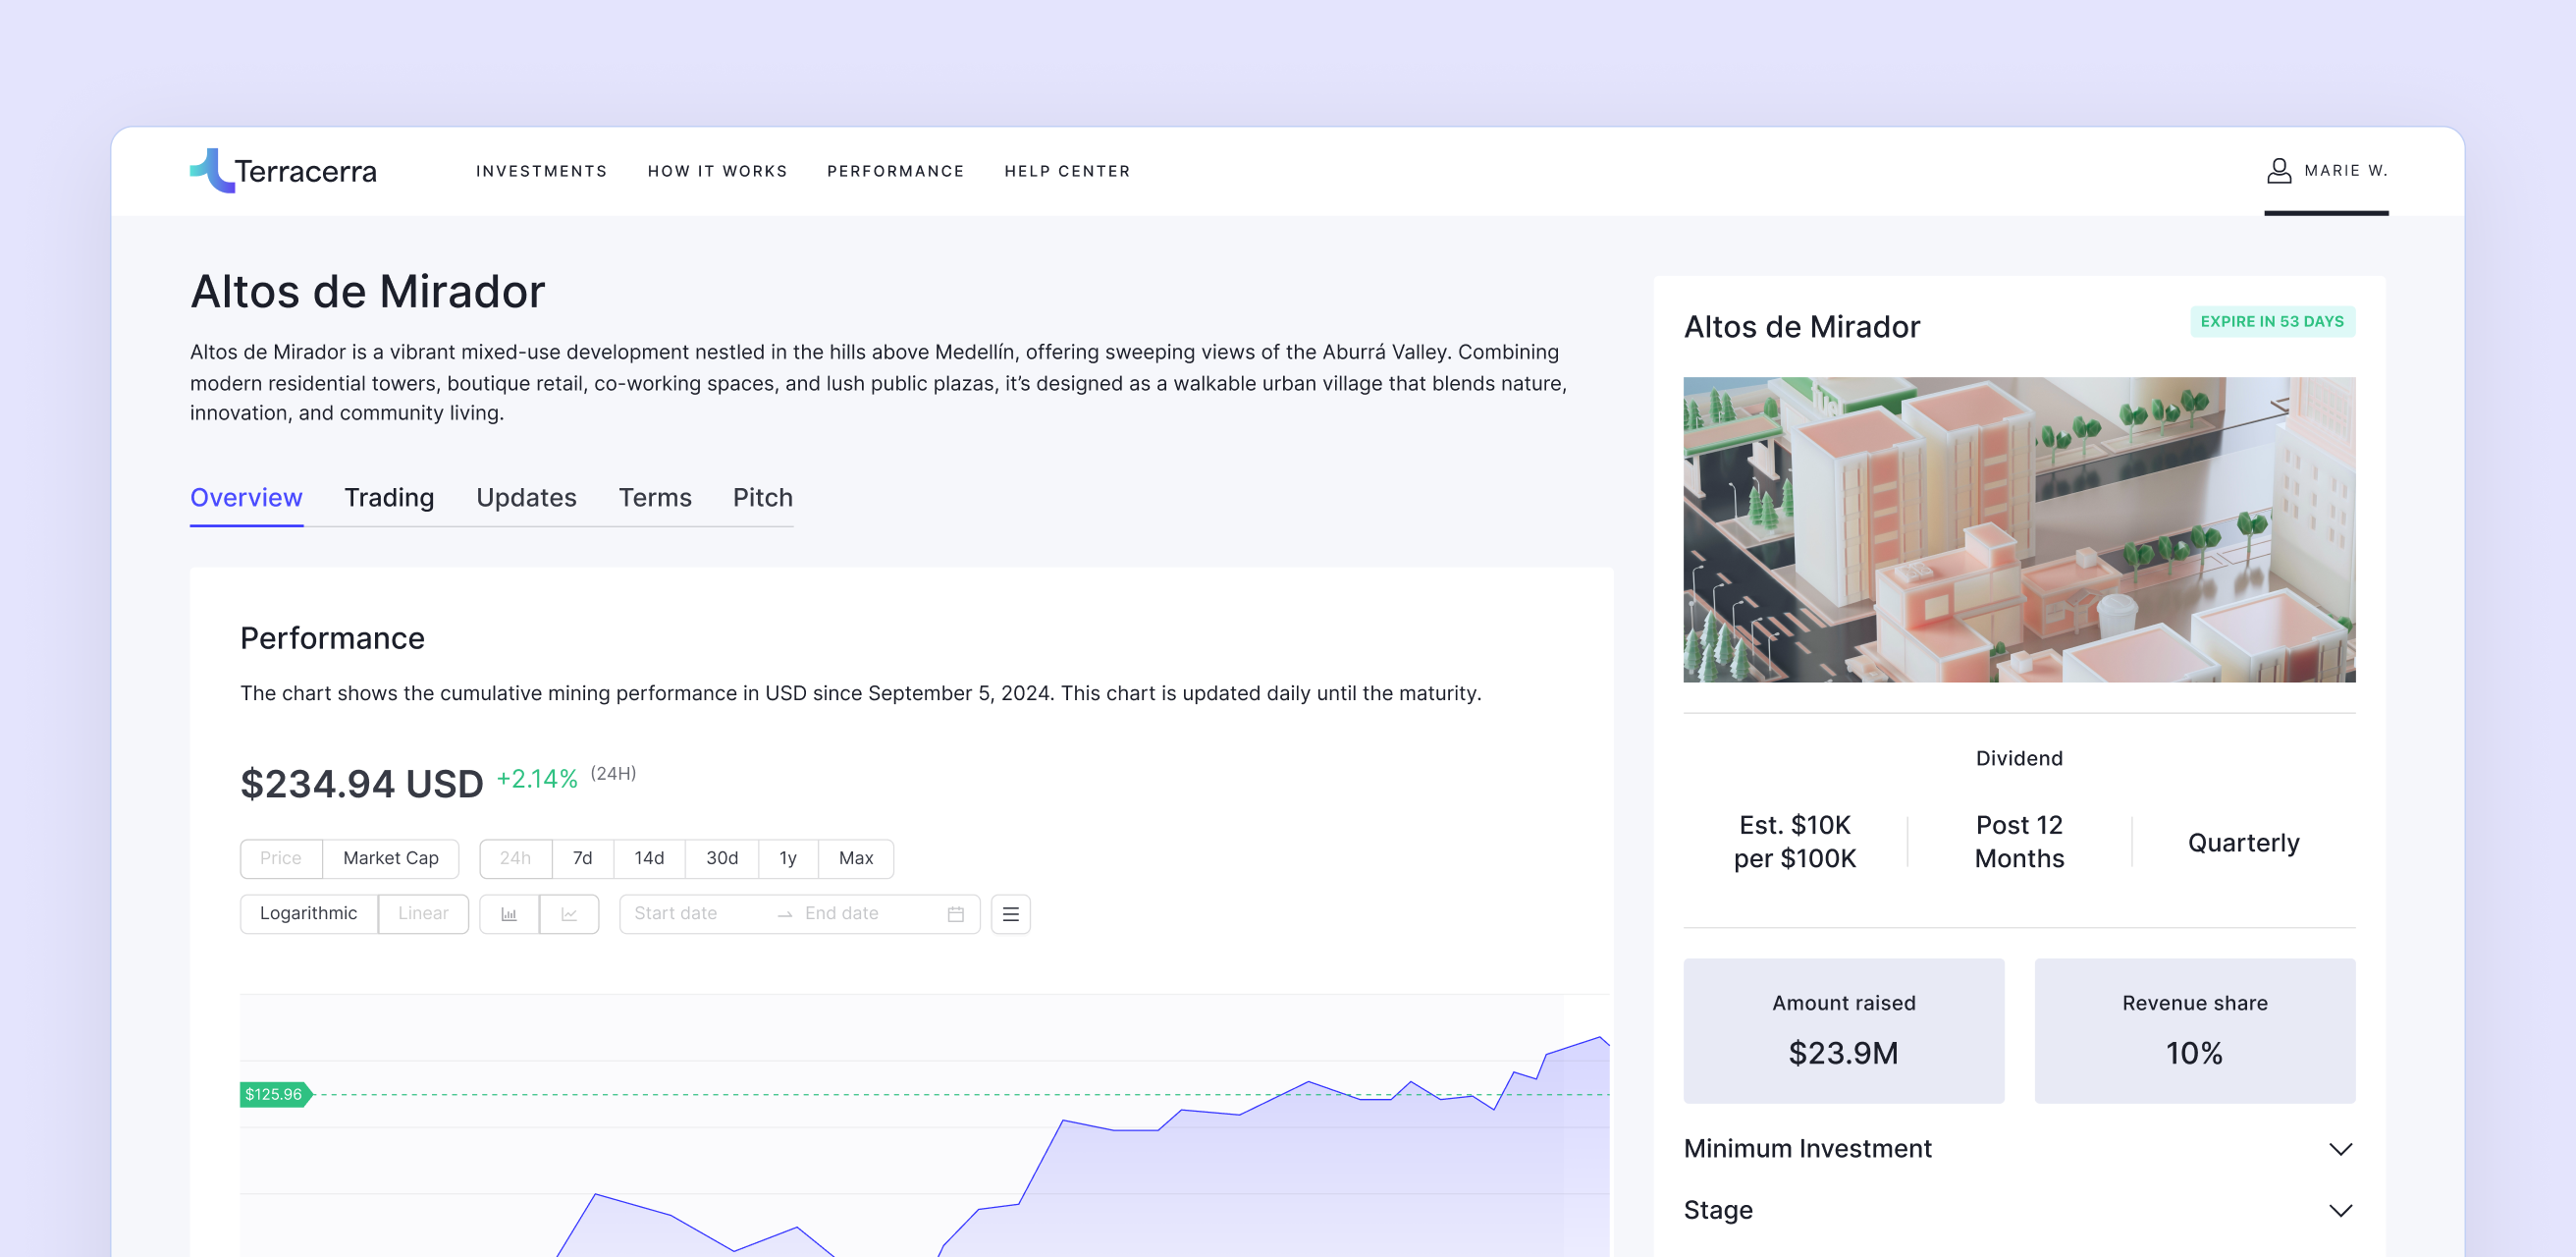 Terracerra
INVESTMENTS
HOW IT WORKS
PERFORMANCE
HELP CENTER
MARIE W.
Altos de Mirador
Altos de Mirador is a vibrant mixed-use development nestled in the hills above Medellín, offering sweeping views of the Aburrá Valley. Combining
modern residential towers, boutique retail, co-working spaces, and lush public plazas, it’s designed as a walkable urban village that blends nature,
innovation, and community living.
Overview
Trading
Updates
Terms
Pitch
Performance
The chart shows the cumulative mining performance in USD since September 5, 2024. This chart is updated daily until the maturity.
$234.94 USD +2.14% (24H)
Price
Market Cap
24h
7d
14d
30d
1y
Max
Logarithmic
Linear
Start date
End date
$125.96
Altos de Mirador
EXPIRE IN 53 DAYS
Dividend
Est. $10K
per $100K
Post 12
Months
Quarterly
Amount raised
$23.9M
Revenue share
10%
Minimum Investment
Stage